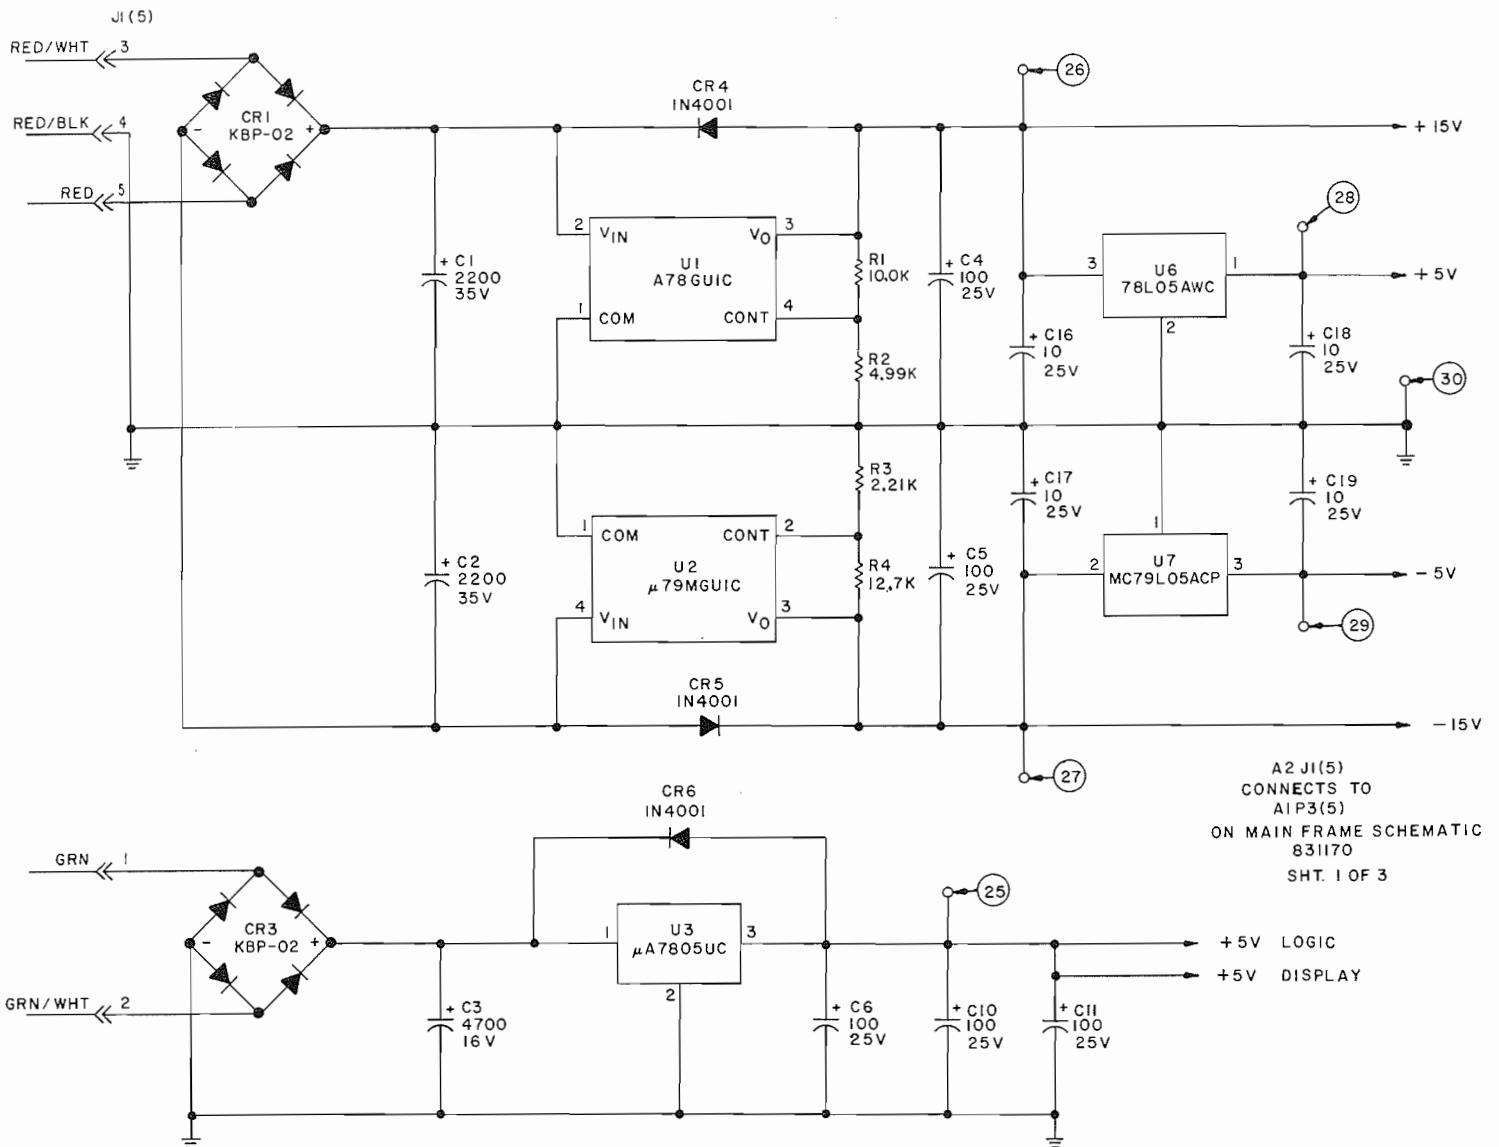 J1(5)
RED/WHT 3
RED/BLK 4
RED 5
CR1
KBP-02
-
+
CR4
1N4001
+ C1
2200
35V
2 VIN VO 3
U1
A78GUIC
1 COM CONT 4
R1
10.0K
R2
4.99K
+ C4
100
25V
26
+15V
+ C16
10
25V
3 U6 1
78L05AWC
2
28
+5V
+ C18
10
25V
30
+ C2
2200
35V
1 COM CONT 2
U2
µ79MGUIC
4 VIN VO 3
R3
2.21K
R4
12.7K
+ C5
100
25V
+ C17
10
25V
1
2 U7 3
MC79L05ACP
+ C19
10
25V
-5V
29
CR5
1N4001
-15V
27
A2 J1(5)
CONNECTS TO
A1P3(5)
ON MAIN FRAME SCHEMATIC
831170
SHT. 1 OF 3
CR6
1N4001
GRN 1
GRN/WHT 2
CR3
KBP-02
-
+
+ C3
4700
16V
1 U3 3
µA7805UC
2
25
+ C6
100
25V
+ C10
100
25V
+ C11
100
25V
+5V LOGIC
+5V DISPLAY